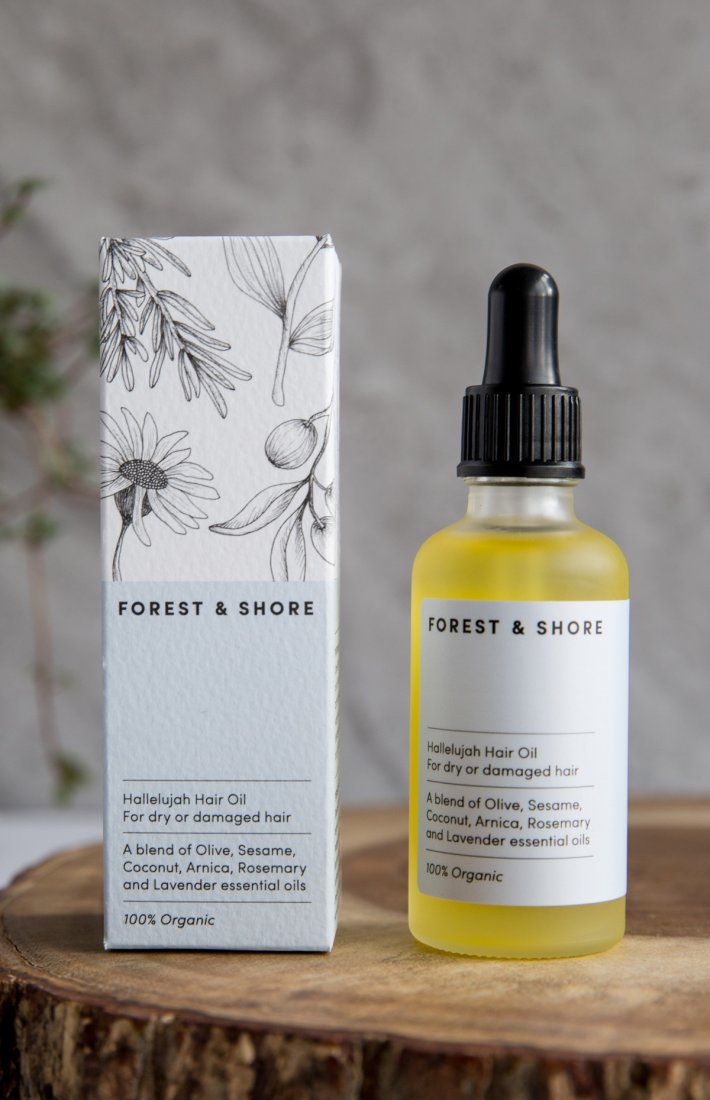 FOREST & SHORE
Hallelujah Hair Oil
For dry or damaged hair
A blend of Olive, Sesame,
Coconut, Arnica, Rosemary
and Lavender essential oils
100% Organic
FOREST & SHORE
Hallelujah Hair Oil
For dry or damaged hair
A blend of Olive, Sesame,
Coconut, Arnica, Rosemary
and Lavender essential oils
100% Organic